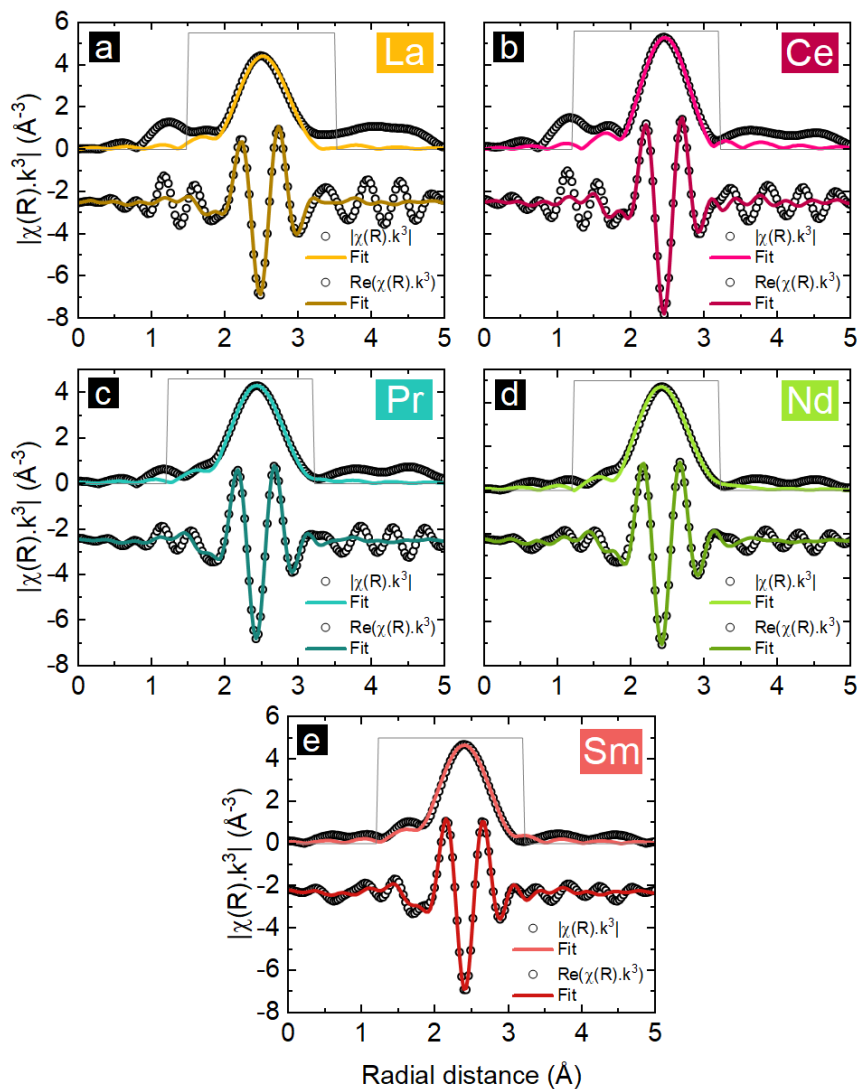 a
La
6
4
2
0
-2
-4
-6
-8
|χ(R).k³| (Å⁻³)
|χ(R).k³|
Fit
Re(χ(R).k³)
Fit
0 1 2 3 4 5
b
Ce
|χ(R).k³|
Fit
Re(χ(R).k³)
Fit
0 1 2 3 4 5
c
Pr
4
2
0
-2
-4
-6
-8
|χ(R).k³| (Å⁻³)
|χ(R).k³|
Fit
Re(χ(R).k³)
Fit
0 1 2 3 4 5
d
Nd
|χ(R).k³|
Fit
Re(χ(R).k³)
Fit
0 1 2 3 4 5
e
Sm
6
4
2
0
-2
-4
-6
-8
|χ(R).k³| (Å⁻³)
|χ(R).k³|
Fit
Re(χ(R).k³)
Fit
0 1 2 3 4 5
Radial distance (Å)